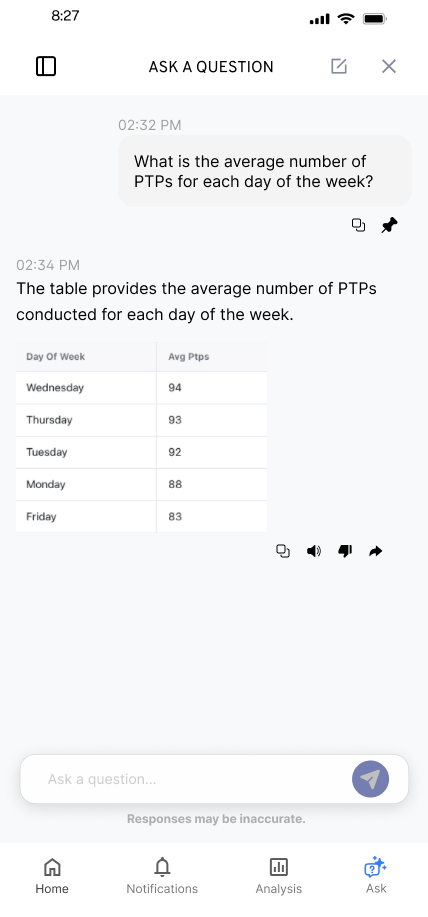 8:27
ASK A QUESTION
02:32 PM
What is the average number of
PTPs for each day of the week?
02:34 PM
The table provides the average number of PTPs
conducted for each day of the week.
Day Of Week Avg Ptps
Wednesday 94
Thursday 93
Tuesday 92
Monday 88
Friday 83
Ask a question...
Responses may be inaccurate.
Home Notifications Analysis Ask